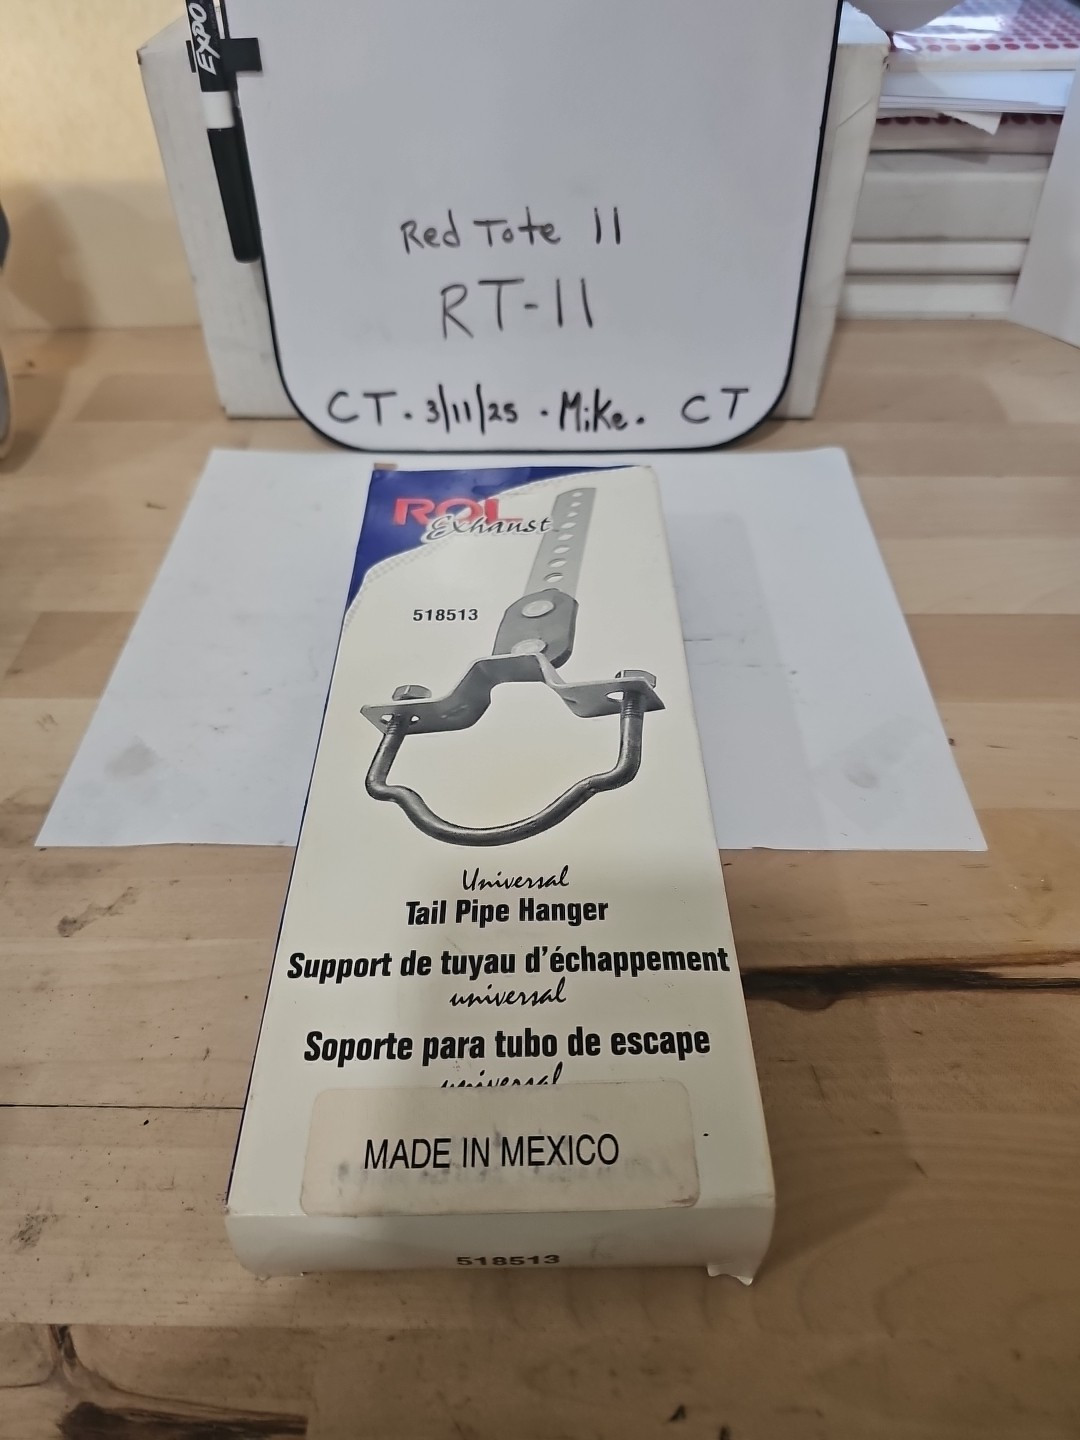 EXPO
Red Tote 11
RT-11
CT. 3/11/25 . Mike. CT
ROL
Exhaust
518513
Universal
Tail Pipe Hanger
Support de tuyau d'échappement
universal
Soporte para tubo de escape
universal
MADE IN MEXICO
518513